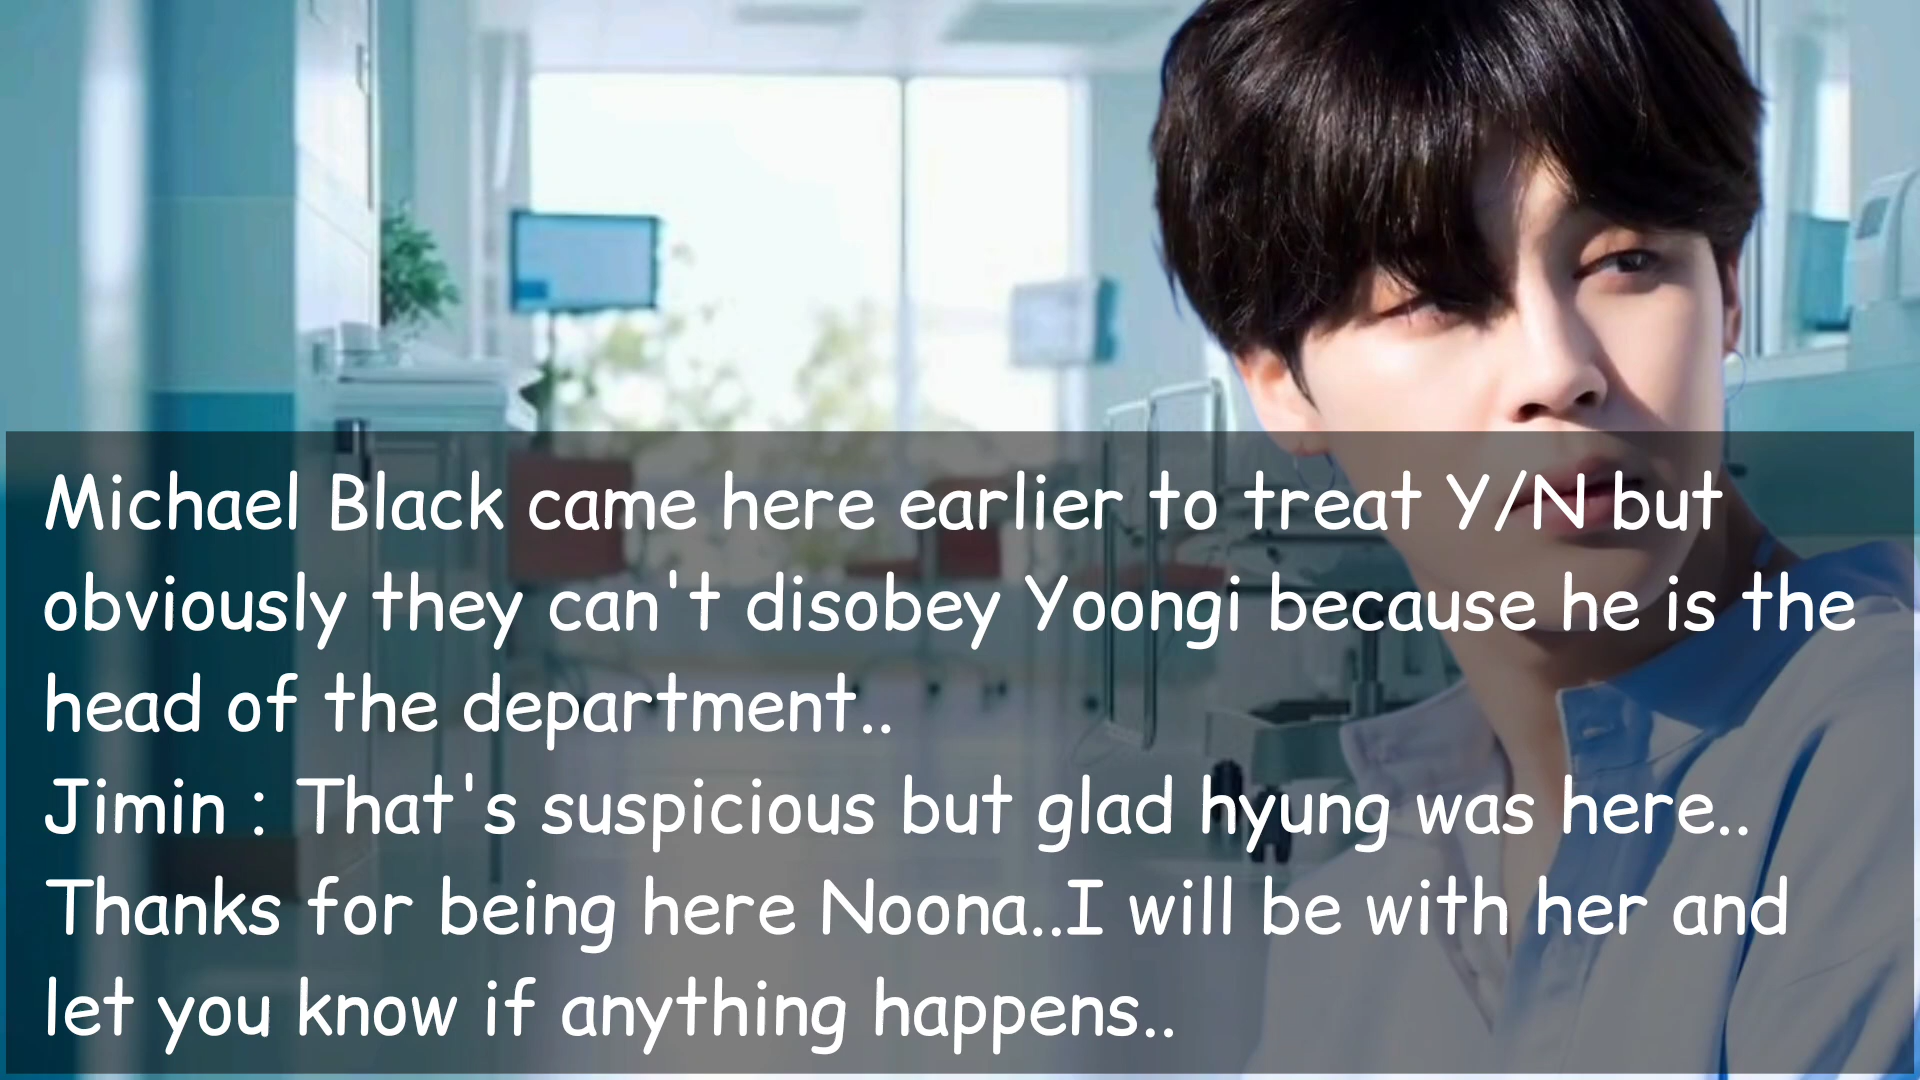 Michael Black came here earlier to treat Y/N but
obviously they can't disobey Yoongi because he is the
head of the department..
Jimin : That's suspicious but glad hyung was here..
Thanks for being here Noona..I will be with her and
let you know if anything happens..